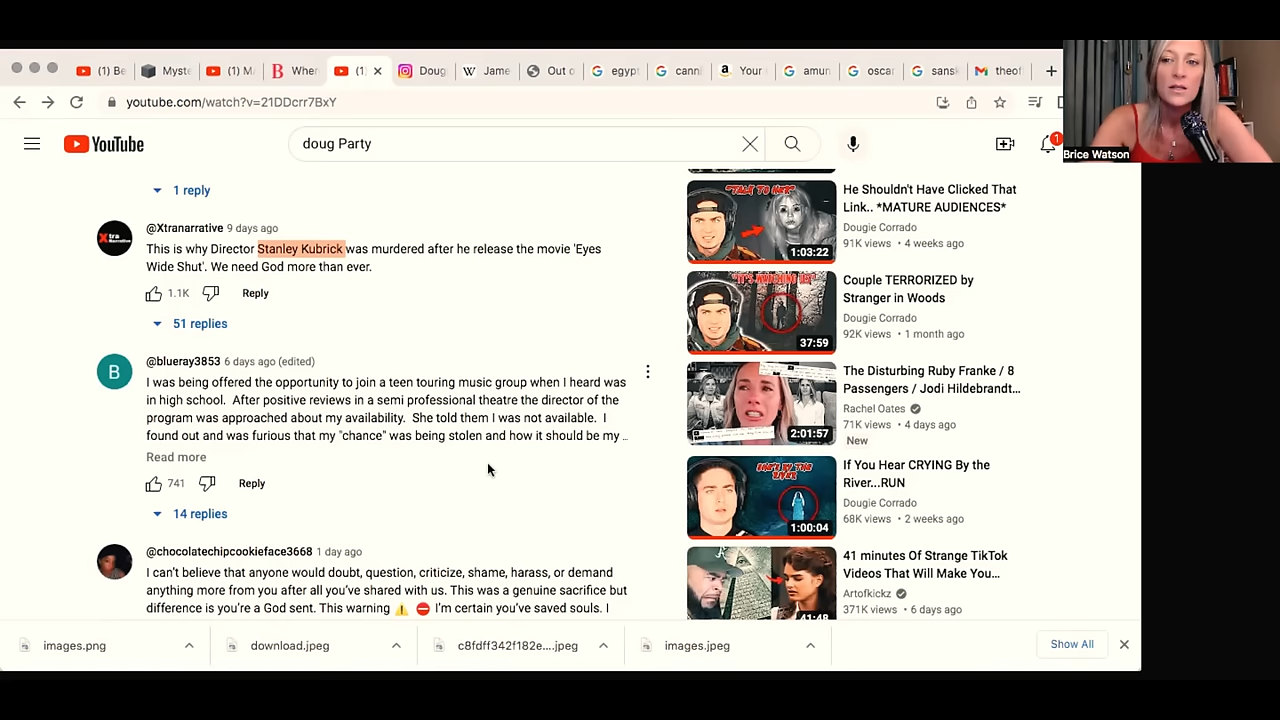 (1) Be
Myste
(1) M
Wher
(1)
Doug
Jame
Out o
egypt
canni
Your
amun
osca
sansk
theof
youtube.com/watch?v=21DDcrr7BxY
YouTube
doug Party
1
Brice Watson
1 reply
@Xtranarrative 9 days ago
This is why Director Stanley Kubrick was murdered after he release the movie 'Eyes
Wide Shut'. We need God more than ever.
1.1K Reply
51 replies
B
@blueray3853 6 days ago (edited)
I was being offered the opportunity to join a teen touring music group when I heard was
in high school. After positive reviews in a semi professional theatre the director of the
program was approached about my availability. She told them I was not available. I
found out and was furious that my "chance" was being stolen and how it should be my ...
Read more
741 Reply
14 replies
@chocolatechipcookieface3668 1 day ago
I can't believe that anyone would doubt, question, criticize, shame, harass, or demand
anything more from you after all you've shared with us. This was a genuine sacrifice but
difference is you're a God sent. This warning ⚠️ ⛔ I'm certain you've saved souls. I
"TALK TO HER"
1:03:22
He Shouldn't Have Clicked That
Link.. *MATURE AUDIENCES*
Dougie Corrado
91K views • 4 weeks ago
37:59
Couple TERRORIZED by
Stranger in Woods
Dougie Corrado
92K views • 1 month ago
2:01:57
The Disturbing Ruby Franke / 8
Passengers / Jodi Hildebrandt...
Rachel Oates
71K views • 4 days ago
New
1:00:04
If You Hear CRYING By the
River...RUN
Dougie Corrado
68K views • 2 weeks ago
41:48
41 minutes Of Strange TikTok
Videos That Will Make You...
Artofkickz
371K views • 6 days ago
images.png
download.jpeg
c8fdff342f182e....jpeg
images.jpeg
Show All